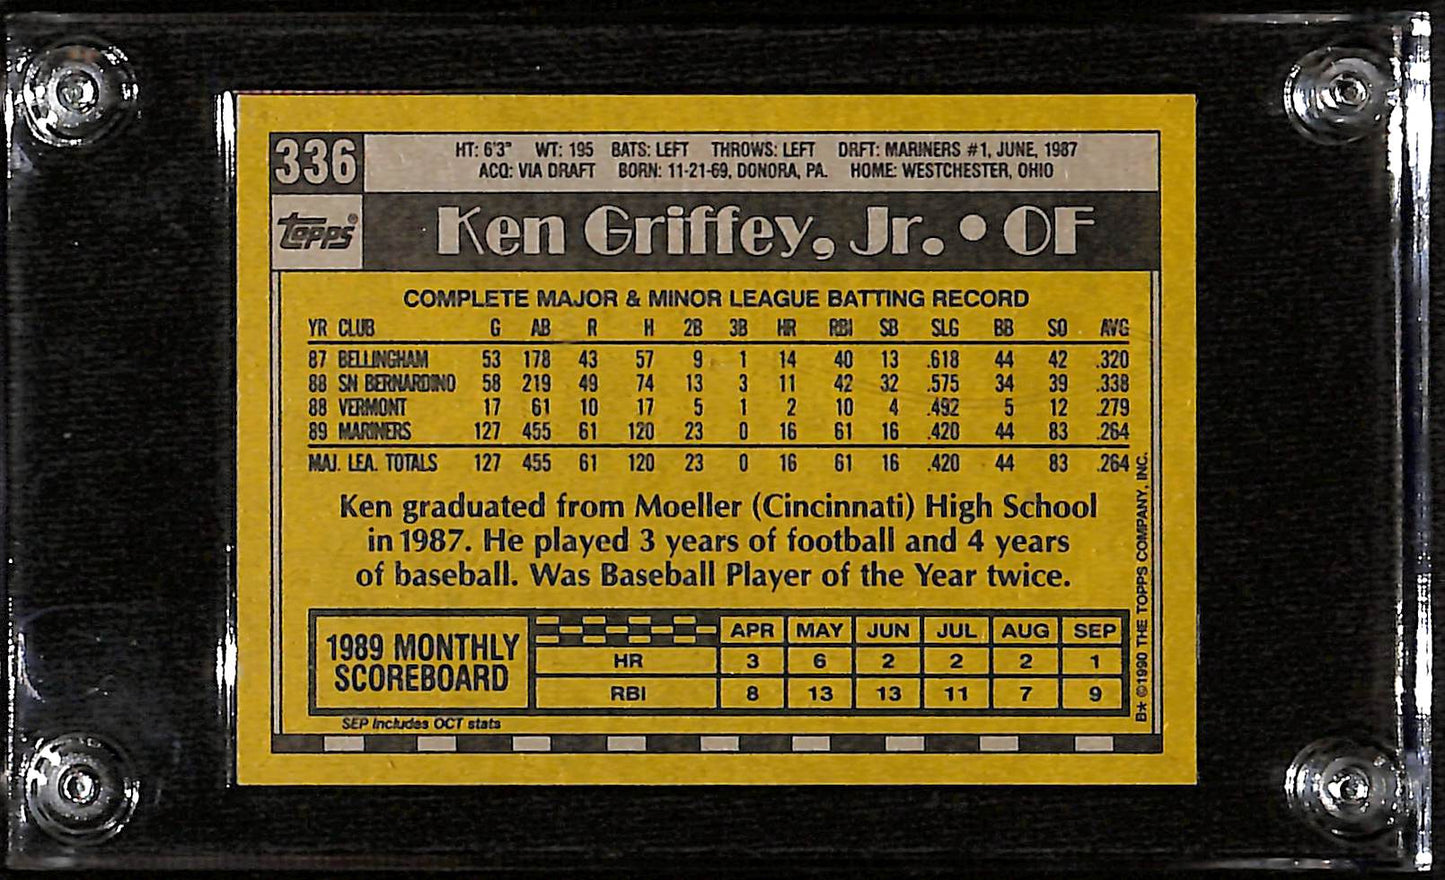 336
HT: 6'3" WT: 195 BATS: LEFT THROWS: LEFT DRFT: MARINERS #1, JUNE, 1987
ACQ: VIA DRAFT BORN: 11-21-69, DONORA, PA. HOME: WESTCHESTER, OHIO
Topps®
Ken Griffey, Jr. • OF
COMPLETE MAJOR & MINOR LEAGUE BATTING RECORD
YR CLUB G AB R H 2B 3B HR RBI SB SLG BB SO AVG
87 BELLINGHAM 53 178 43 57 9 1 14 40 13 .618 44 42 .320
88 SN BERNARDINO 58 219 49 74 13 3 11 42 32 .575 34 39 .338
88 VERMONT 17 61 10 17 5 1 2 10 4 .492 5 12 .279
89 MARINERS 127 455 61 120 23 0 16 61 16 .420 44 83 .264
MAJ. LEA. TOTALS 127 455 61 120 23 0 16 61 16 .420 44 83 .264
Ken graduated from Moeller (Cincinnati) High School
in 1987. He played 3 years of football and 4 years
of baseball. Was Baseball Player of the Year twice.
1989 MONTHLY
SCOREBOARD
APR MAY JUN JUL AUG SEP
HR 3 6 2 2 2 1
RBI 8 13 13 11 7 9
SEP includes OCT stats
B* ©1990 THE TOPPS COMPANY, INC.